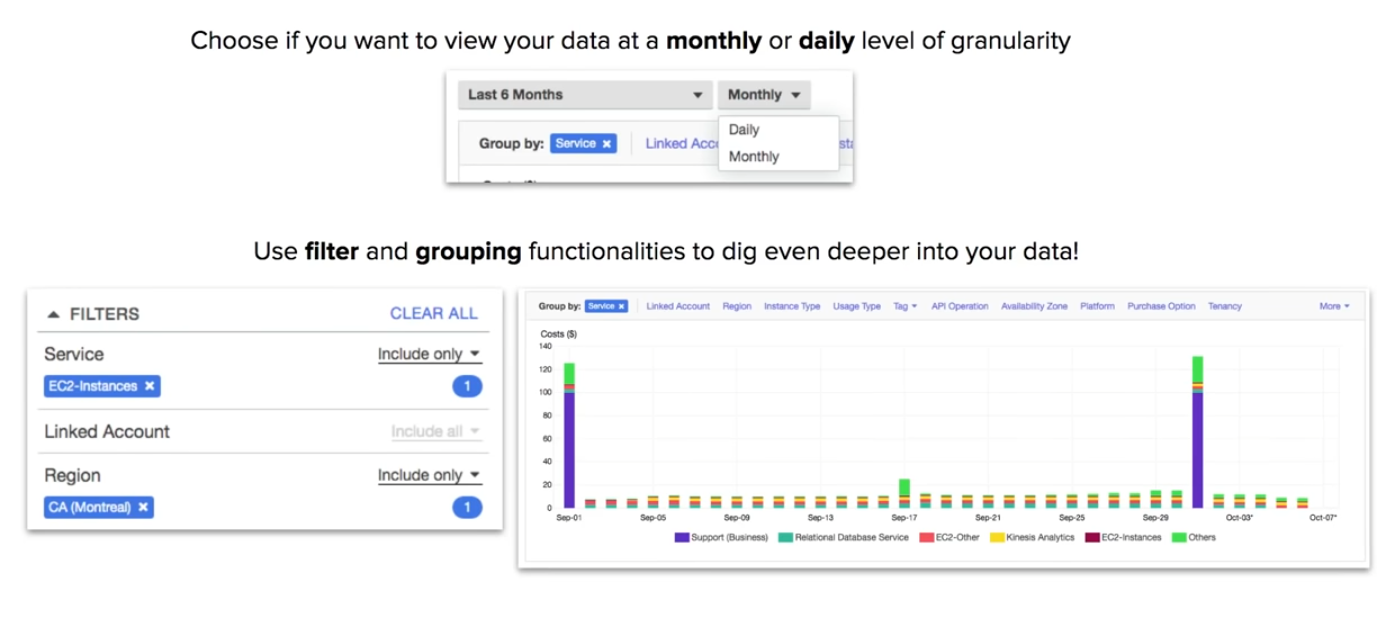 Choose if you want to view your data at a monthly or daily level of granularity
Last 6 Months
Monthly
Group by: Service × Linked Acc
Daily
Monthly
Use filter and grouping functionalities to dig even deeper into your data!
FILTERS CLEAR ALL
Service Include only
EC2-Instances × 1
Linked Account Include all
Region Include only
CA (Montreal) × 1
Group by: Service × Linked Account Region Instance Type Usage Type Tag API Operation Availability Zone Platform Purchase Option Tenancy More
Costs ($)
140
120
100
80
60
40
20
0
Sep-01 Sep-05 Sep-09 Sep-13 Sep-17 Sep-21 Sep-25 Sep-29 Oct-03* Oct-07*
Support (Business) Relational Database Service EC2-Other Kinesis Analytics EC2-Instances Others